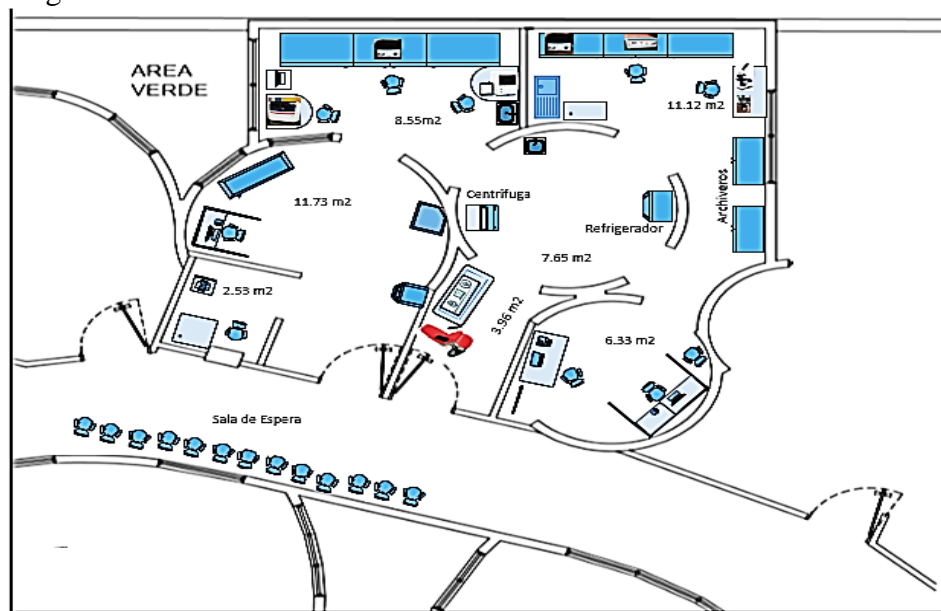 AREA
VERDE
8.55m2
11.12 m2
11.73 m2
Centrífuga
Refrigerador
Archiveros
7.65 m2
2.53 m2
3.96 m2
6.33 m2
Sala de Espera